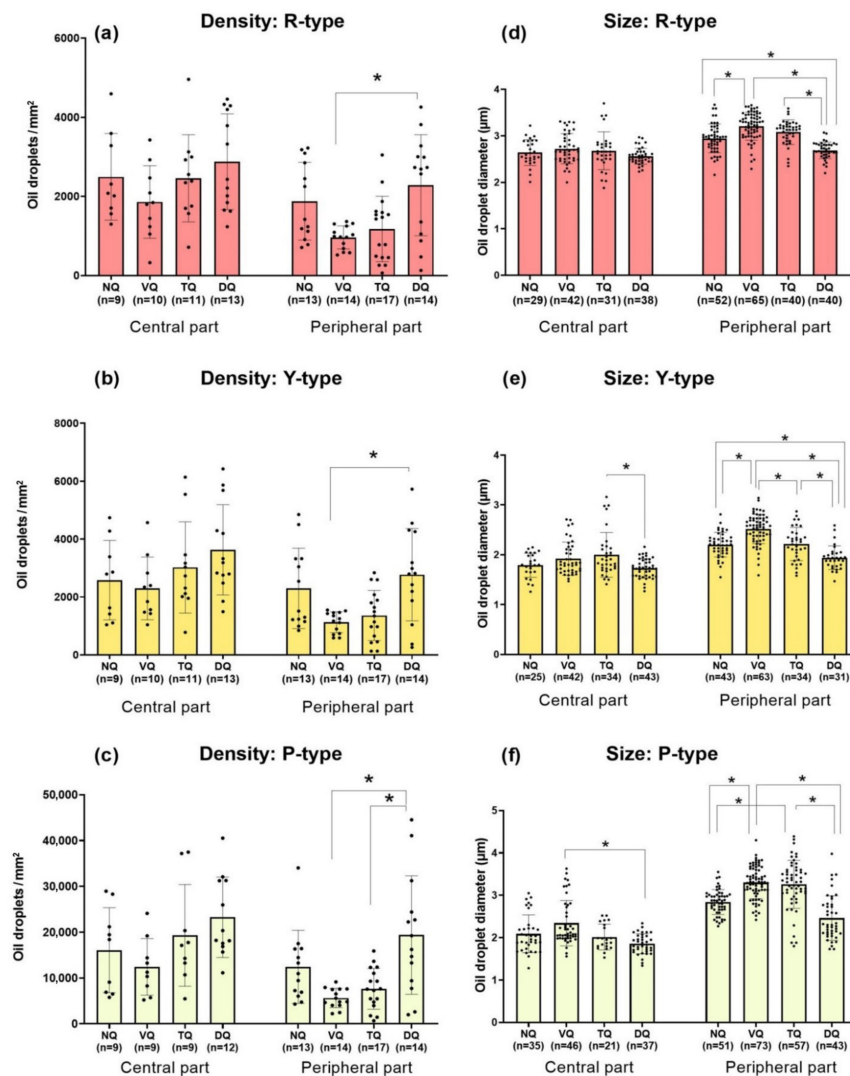 (a) Density: R-type
Oil droplets / mm²
6000
4000
2000
0
*
NQ VQ TQ DQ NQ VQ TQ DQ
(n=9) (n=10) (n=11) (n=13) (n=13) (n=14) (n=17) (n=14)
Central part Peripheral part
(d) Size: R-type
Oil droplet diameter (μm)
4
3
2
1
0
*
* *
*
NQ VQ TQ DQ NQ VQ TQ DQ
(n=29) (n=42) (n=31) (n=38) (n=52) (n=65) (n=40) (n=40)
Central part Peripheral part
(b) Density: Y-type
Oil droplets / mm²
8000
6000
4000
2000
0
*
NQ VQ TQ DQ NQ VQ TQ DQ
(n=9) (n=10) (n=11) (n=13) (n=13) (n=14) (n=17) (n=14)
Central part Peripheral part
(e) Size: Y-type
Oil droplet diameter (μm)
4
3
2
1
0
*
* *
* * *
NQ VQ TQ DQ NQ VQ TQ DQ
(n=25) (n=42) (n=34) (n=43) (n=43) (n=63) (n=34) (n=31)
Central part Peripheral part
(c) Density: P-type
Oil droplets / mm²
50,000
40,000
30,000
20,000
10,000
0
*
*
NQ VQ TQ DQ NQ VQ TQ DQ
(n=9) (n=9) (n=9) (n=12) (n=13) (n=14) (n=17) (n=14)
Central part Peripheral part
(f) Size: P-type
Oil droplet diameter (μm)
5
4
3
2
1
0
* *
* *
*
NQ VQ TQ DQ NQ VQ TQ DQ
(n=35) (n=46) (n=21) (n=37) (n=51) (n=73) (n=57) (n=43)
Central part Peripheral part